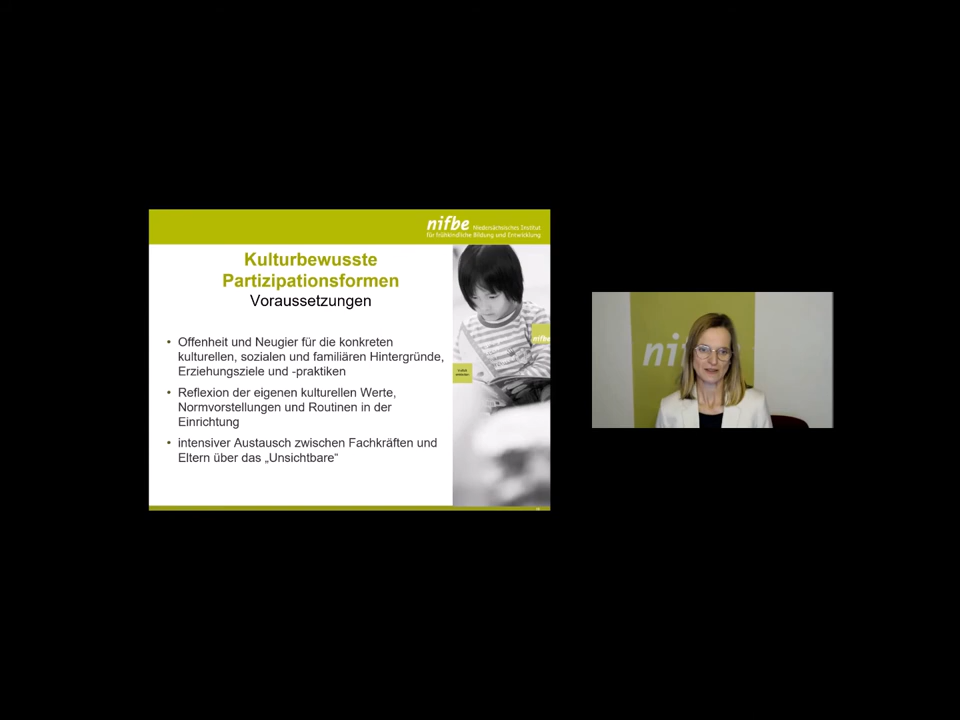 nifbe Niedersächsisches Institut
für frühkindliche Bildung und Entwicklung
Kulturbewusste
Partizipationsformen
Voraussetzungen
• Offenheit und Neugier für die konkreten
kulturellen, sozialen und familiären Hintergründe,
Erziehungsziele und -praktiken
• Reflexion der eigenen kulturellen Werte,
Normvorstellungen und Routinen in der
Einrichtung
• intensiver Austausch zwischen Fachkräften und
Eltern über das „Unsichtbare“
nifbe